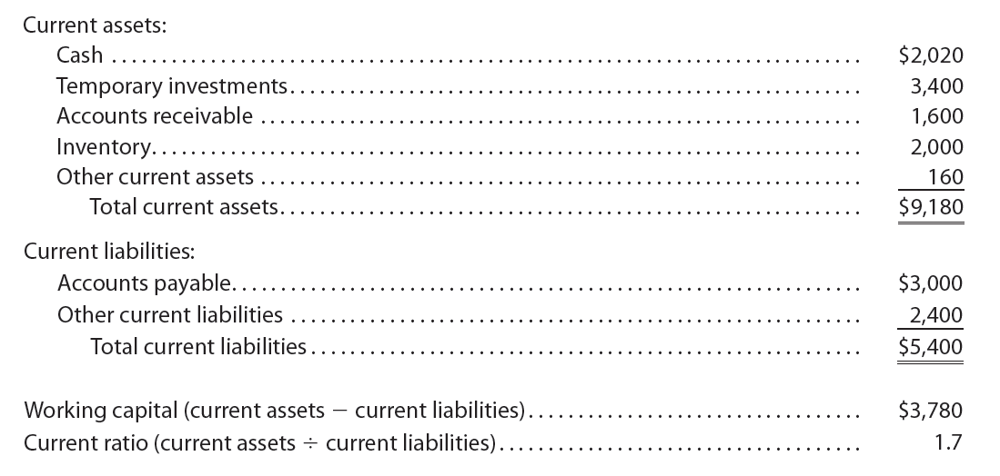 Current assets:
Cash ........................................................................ $2,020
Temporary investments........................................................ 3,400
Accounts receivable ......................................................... 1,600
Inventory.................................................................... 2,000
Other current assets ........................................................ 160
Total current assets......................................................... $9,180
Current liabilities:
Accounts payable............................................................. $3,000
Other current liabilities ................................................... 2,400
Total current liabilities.................................................... $5,400
Working capital (current assets − current liabilities)................................. $3,780
Current ratio (current assets ÷ current liabilities).................................... 1.7